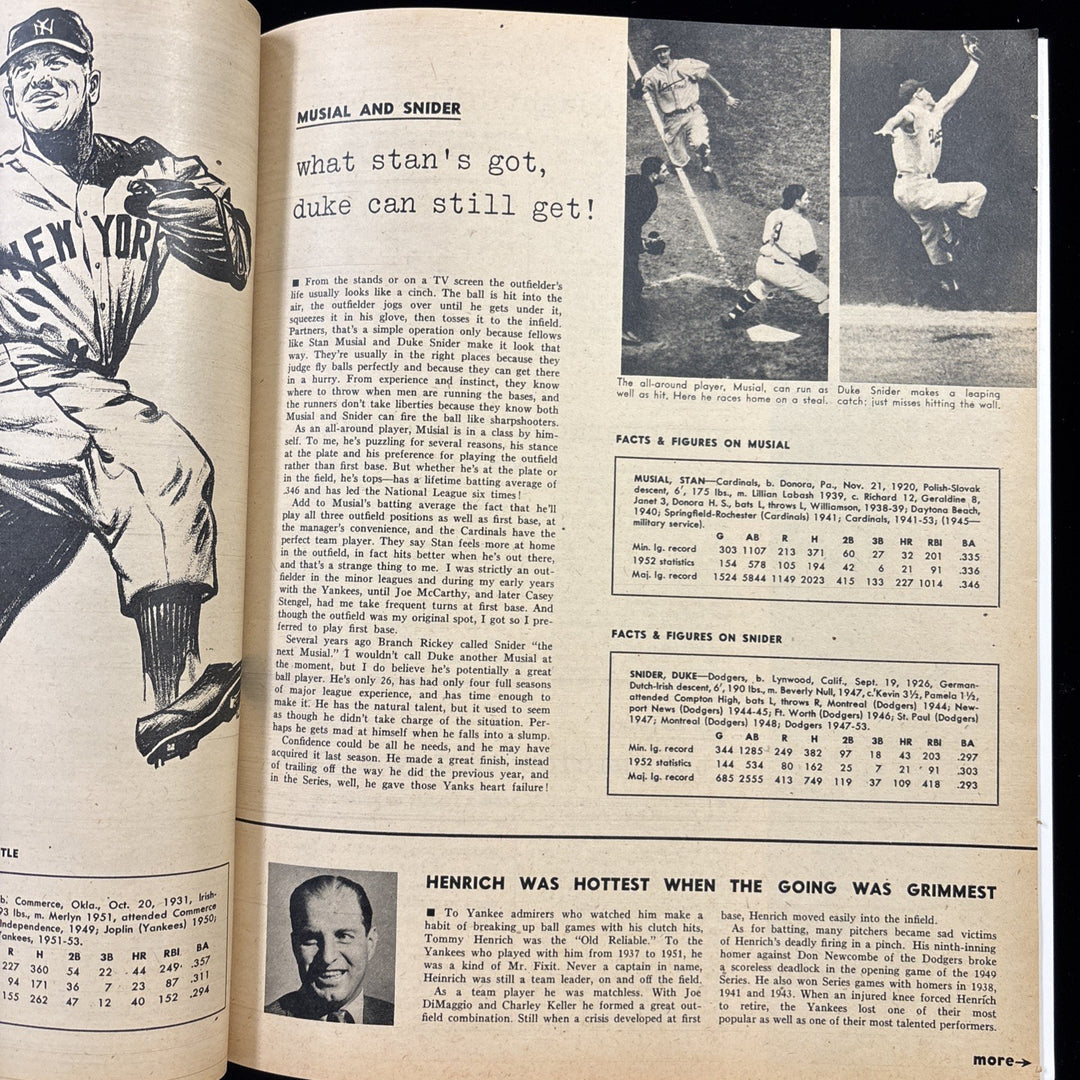 NY
NEW YOR
TLE
b. Commerce, Okla., Oct. 20, 1931, Irish-
93 lbs., m. Merlyn 1951, attended Commerce
Independence, 1949; Joplin (Yankees) 1950;
ankees, 1951-53.
R H 2B 3B HR RBI BA
227 360 54 22 44 249 .357
94 171 36 7 23 87 .311
155 262 47 12 40 152 .294
MUSIAL AND SNIDER
what stan's got,
duke can still get!
■ From the stands or on a TV screen the outfielder's
life usually looks like a cinch. The ball is hit into the
air, the outfielder jogs over until he gets under it,
squeezes it in his glove, then tosses it to the infield.
Partners, that's a simple operation only because fellows
like Stan Musial and Duke Snider make it look that
way. They're usually in the right places because they
judge fly balls perfectly and because they can get there
in a hurry. From experience and instinct, they know
where to throw when men are running the bases, and
the runners don't take liberties because they know both
Musial and Snider can fire the ball like sharpshooters.
As an all-around player, Musial is in a class by him-
self. To me, he's puzzling for several reasons, his stance
at the plate and his preference for playing the outfield
rather than first base. But whether he's at the plate or
in the field, he's tops—has a lifetime batting average of
.346 and has led the National League six times!
Add to Musial's batting average the fact that he'll
play all three outfield positions as well as first base, at
the manager's convenience, and the Cardinals have the
perfect team player. They say Stan feels more at home
in the outfield, in fact hits better when he's out there,
and that's a strange thing to me. I was strictly an out-
fielder in the minor leagues and during my early years
with the Yankees, until Joe McCarthy, and later Casey
Stengel, had me take frequent turns at first base. And
though the outfield was my original spot, I got so I pre-
ferred to play first base.
Several years ago Branch Rickey called Snider "the
next Musial." I wouldn't call Duke another Musial at
the moment, but I do believe he's potentially a great
ball player. He's only 26, has had only four full seasons
of major league experience, and has time enough to
make it. He has the natural talent, but it used to seem
as though he didn't take charge of the situation. Per-
haps he gets mad at himself when he falls into a slump.
Confidence could be all he needs, and he may have
acquired it last season. He made a great finish, instead
of trailing off the way he did the previous year, and
in the Series, well, he gave those Yanks heart failure!
8
The all-around player, Musial, can run as
well as hit. Here he races home on a steal.
Duke Snider makes a leaping
catch; just misses hitting the wall.
FACTS & FIGURES ON MUSIAL
MUSIAL, STAN—Cardinals, b. Donora, Pa., Nov. 21, 1920, Polish-Slovak
descent, 6', 175 lbs., m. Lillian Labash 1939, c. Richard 12, Geraldine 8,
Janet 3, Donora H. S., bats L, throws L, Williamson, 1938-39; Daytona Beach,
1940; Springfield-Rochester (Cardinals) 1941; Cardinals, 1941-53; (1945—
military service).
G AB R H 2B 3B HR RBI BA
Min. lg. record 303 1107 213 371 60 27 32 201 .335
1952 statistics 154 578 105 194 42 6 21 91 .336
Maj. lg. record 1524 5844 1149 2023 415 133 227 1014 .346
FACTS & FIGURES ON SNIDER
SNIDER, DUKE—Dodgers, b. Lynwood, Calif., Sept. 19, 1926, German-
Dutch-Irish descent, 6', 190 lbs., m. Beverly Null, 1947, c. Kevin 3½, Pamela 1½,
attended Compton High, bats L, throws R, Montreal (Dodgers) 1944; New-
port News (Dodgers) 1944-45; Ft. Worth (Dodgers) 1946; St. Paul (Dodgers)
1947; Montreal (Dodgers) 1948; Dodgers 1947-53.
G AB R H 2B 3B HR RBI BA
Min. lg. record 344 1285 249 382 97 18 43 203 .297
1952 statistics 144 534 80 162 25 7 21 91 .303
Maj. lg. record 685 2555 413 749 119 37 109 418 .293
HENRICH WAS HOTTEST WHEN THE GOING WAS GRIMMEST
■ To Yankee admirers who watched him make a
habit of breaking up ball games with his clutch hits,
Tommy Henrich was the "Old Reliable." To the
Yankees who played with him from 1937 to 1951, he
was a kind of Mr. Fixit. Never a captain in name,
Heinrich was still a team leader, on and off the field.
As a team player he was matchless. With Joe
DiMaggio and Charley Keller he formed a great out-
field combination. Still when a crisis developed at first
base, Henrich moved easily into the infield.
As for batting, many pitchers became sad victims
of Henrich's deadly firing in a pinch. His ninth-inning
homer against Don Newcombe of the Dodgers broke
a scoreless deadlock in the opening game of the 1949
Series. He also won Series games with homers in 1938,
1941 and 1943. When an injured knee forced Henrich
to retire, the Yankees lost one of their most
popular as well as one of their most talented performers.
more→